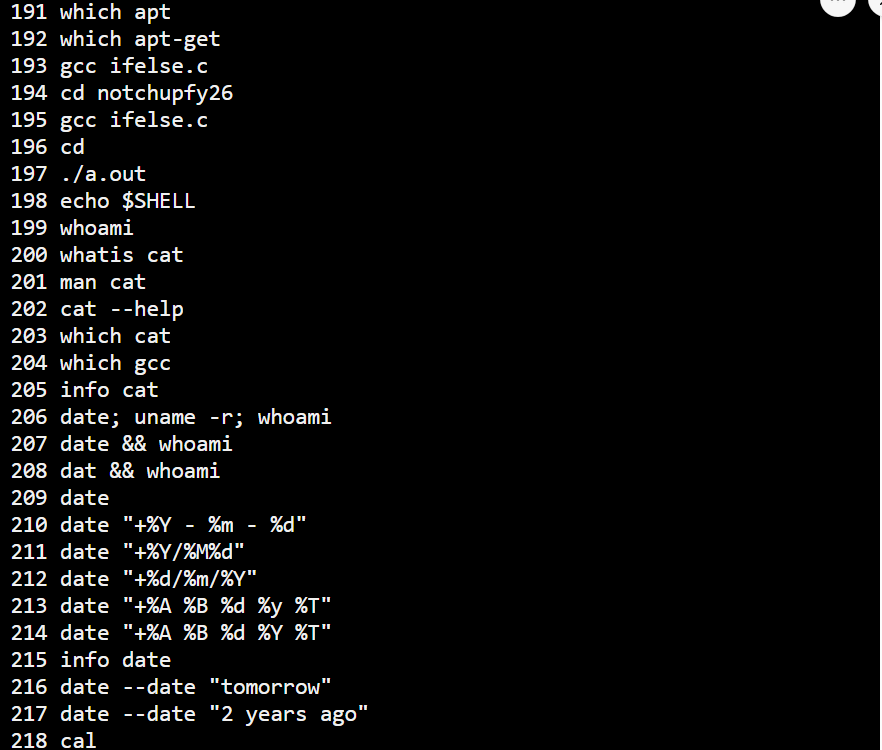 191 which apt
192 which apt-get
193 gcc ifelse.c
194 cd notchupfy26
195 gcc ifelse.c
196 cd
197 ./a.out
198 echo $SHELL
199 whoami
200 whatis cat
201 man cat
202 cat --help
203 which cat
204 which gcc
205 info cat
206 date; uname -r; whoami
207 date && whoami
208 dat && whoami
209 date
210 date "+%Y - %m - %d"
211 date "+%Y/%M%d"
212 date "+%d/%m/%Y"
213 date "+%A %B %d %y %T"
214 date "+%A %B %d %Y %T"
215 info date
216 date --date "tomorrow"
217 date --date "2 years ago"
218 cal